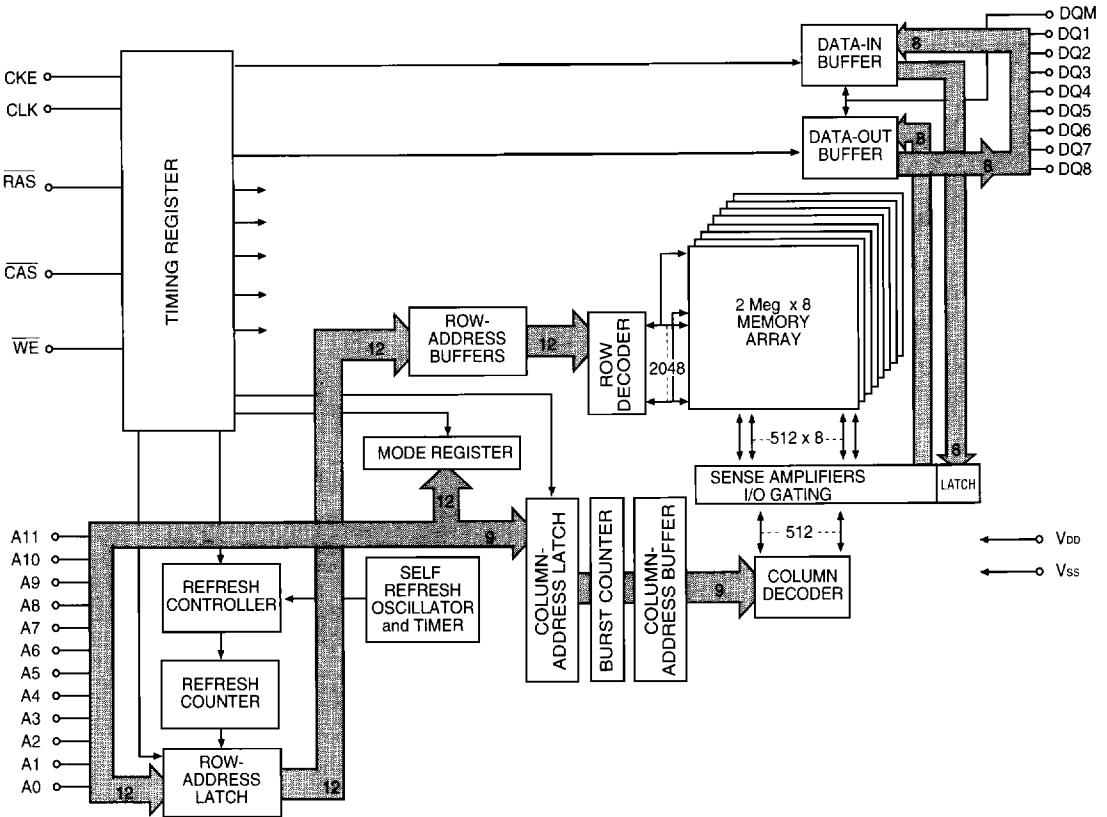 DQM
DQ1
DQ2
DQ3
DQ4
DQ5
DQ6
DQ7
DQ8
DATA-IN
BUFFER
8
DATA-OUT
BUFFER
8
8
CKE
CLK
RAS
CAS
WE
TIMING REGISTER
2 Meg x 8
MEMORY
ARRAY
ROW-
ADDRESS
BUFFERS
12
12
ROW
DECODER
2048
512 x 8
8
MODE REGISTER
12
SENSE AMPLIFIERS
I/O GATING
LATCH
512
VDD
VSS
A11
A10
A9
A8
A7
A6
A5
A4
A3
A2
A1
A0
9
REFRESH
CONTROLLER
SELF
REFRESH
OSCILLATOR
and TIMER
COLUMN-
ADDRESS LATCH
BURST COUNTER
COLUMN-
ADDRESS BUFFER
9
COLUMN
DECODER
REFRESH
COUNTER
12
ROW-
ADDRESS
LATCH
12